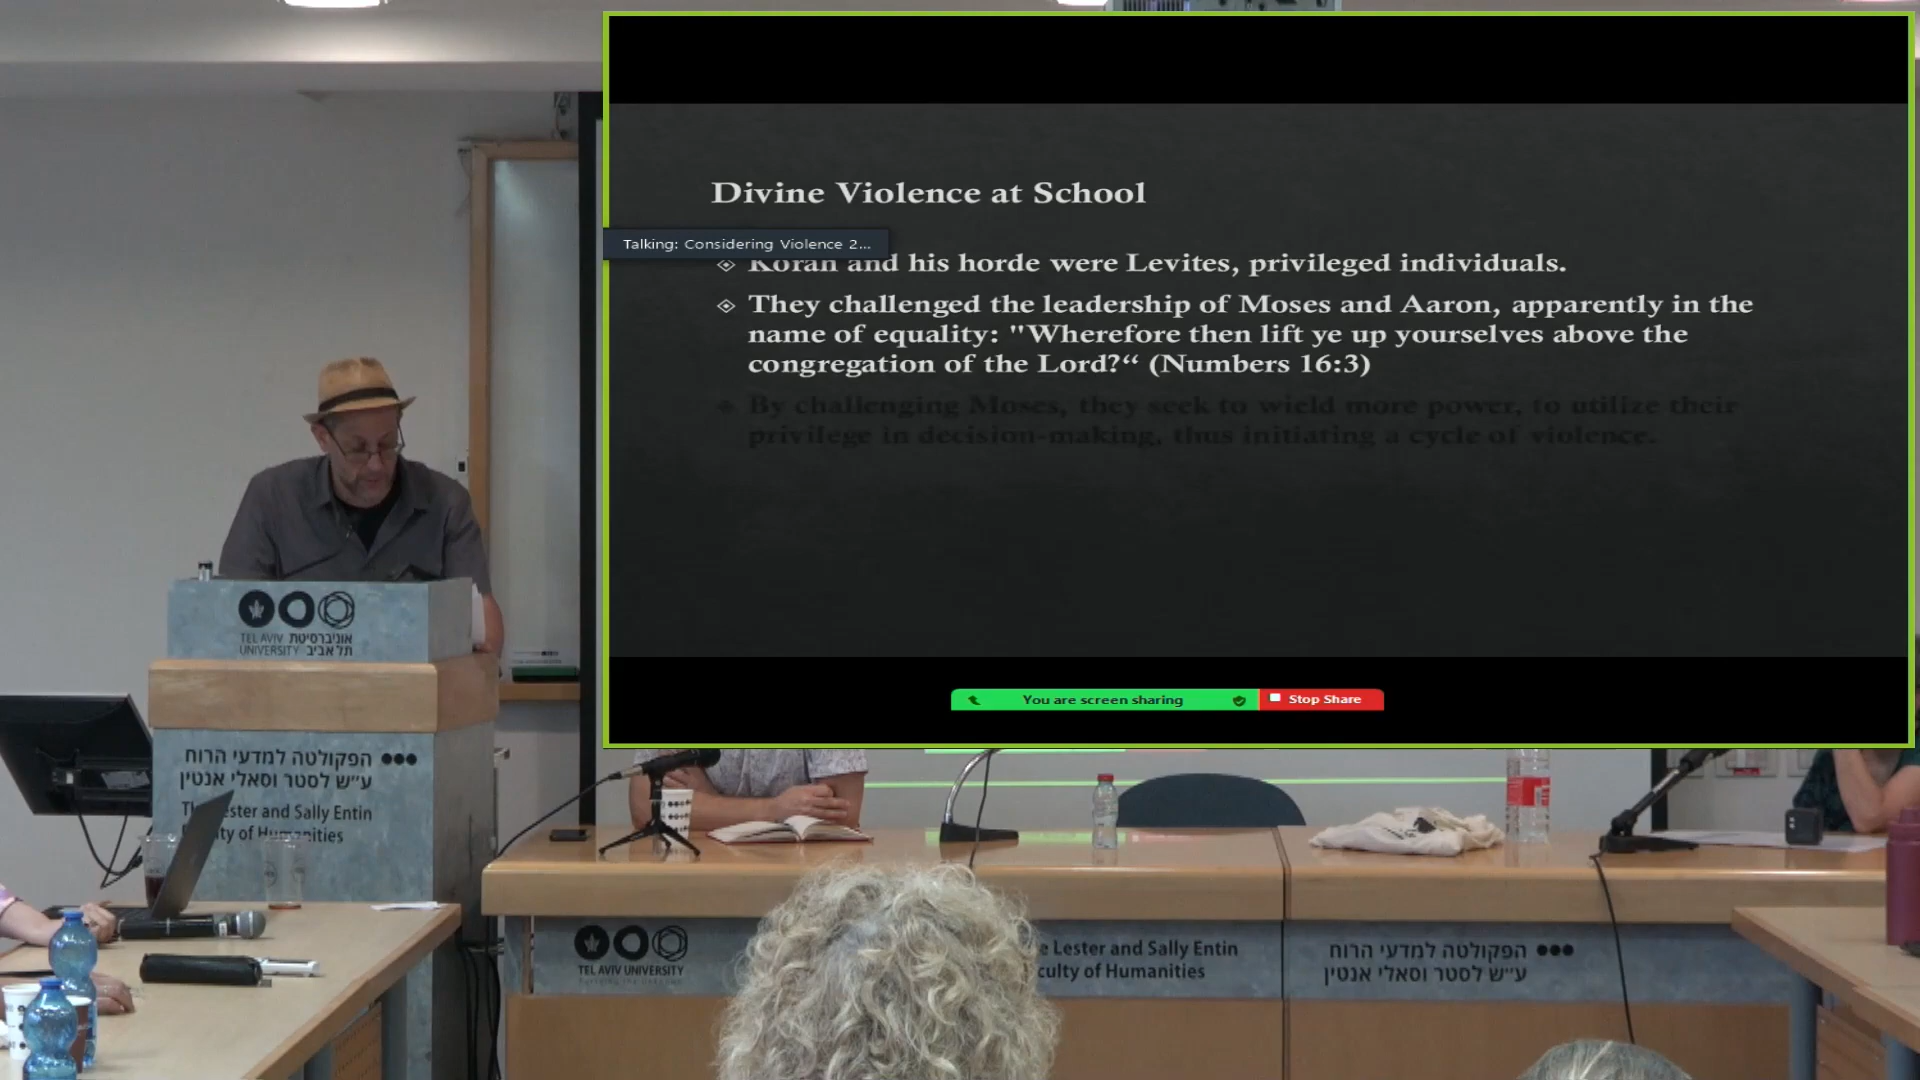 Divine Violence at School
Talking: Considering Violence 2...
Korah and his horde were Levites, privileged individuals.
They challenged the leadership of Moses and Aaron, apparently in the
name of equality: "Wherefore then lift ye up yourselves above the
congregation of the Lord?“ (Numbers 16:3)
By challenging Moses, they seek to wield more power, to utilize their
privilege in decision-making, thus initiating a cycle of violence.
You are screen sharing
Stop Share
TEL AVIV אוניברסיטת
UNIVERSITY תל אביב
הפקולטה למדעי הרוח
ע״ש לסטר וסאלי אנטין
Lester and Sally Entin
of Humanities
TEL AVIV UNIVERSITY
Lester and Sally Entin
culty of Humanities
הפקולטה למדעי הרוח
ע״ש לסטר וסאלי אנטין